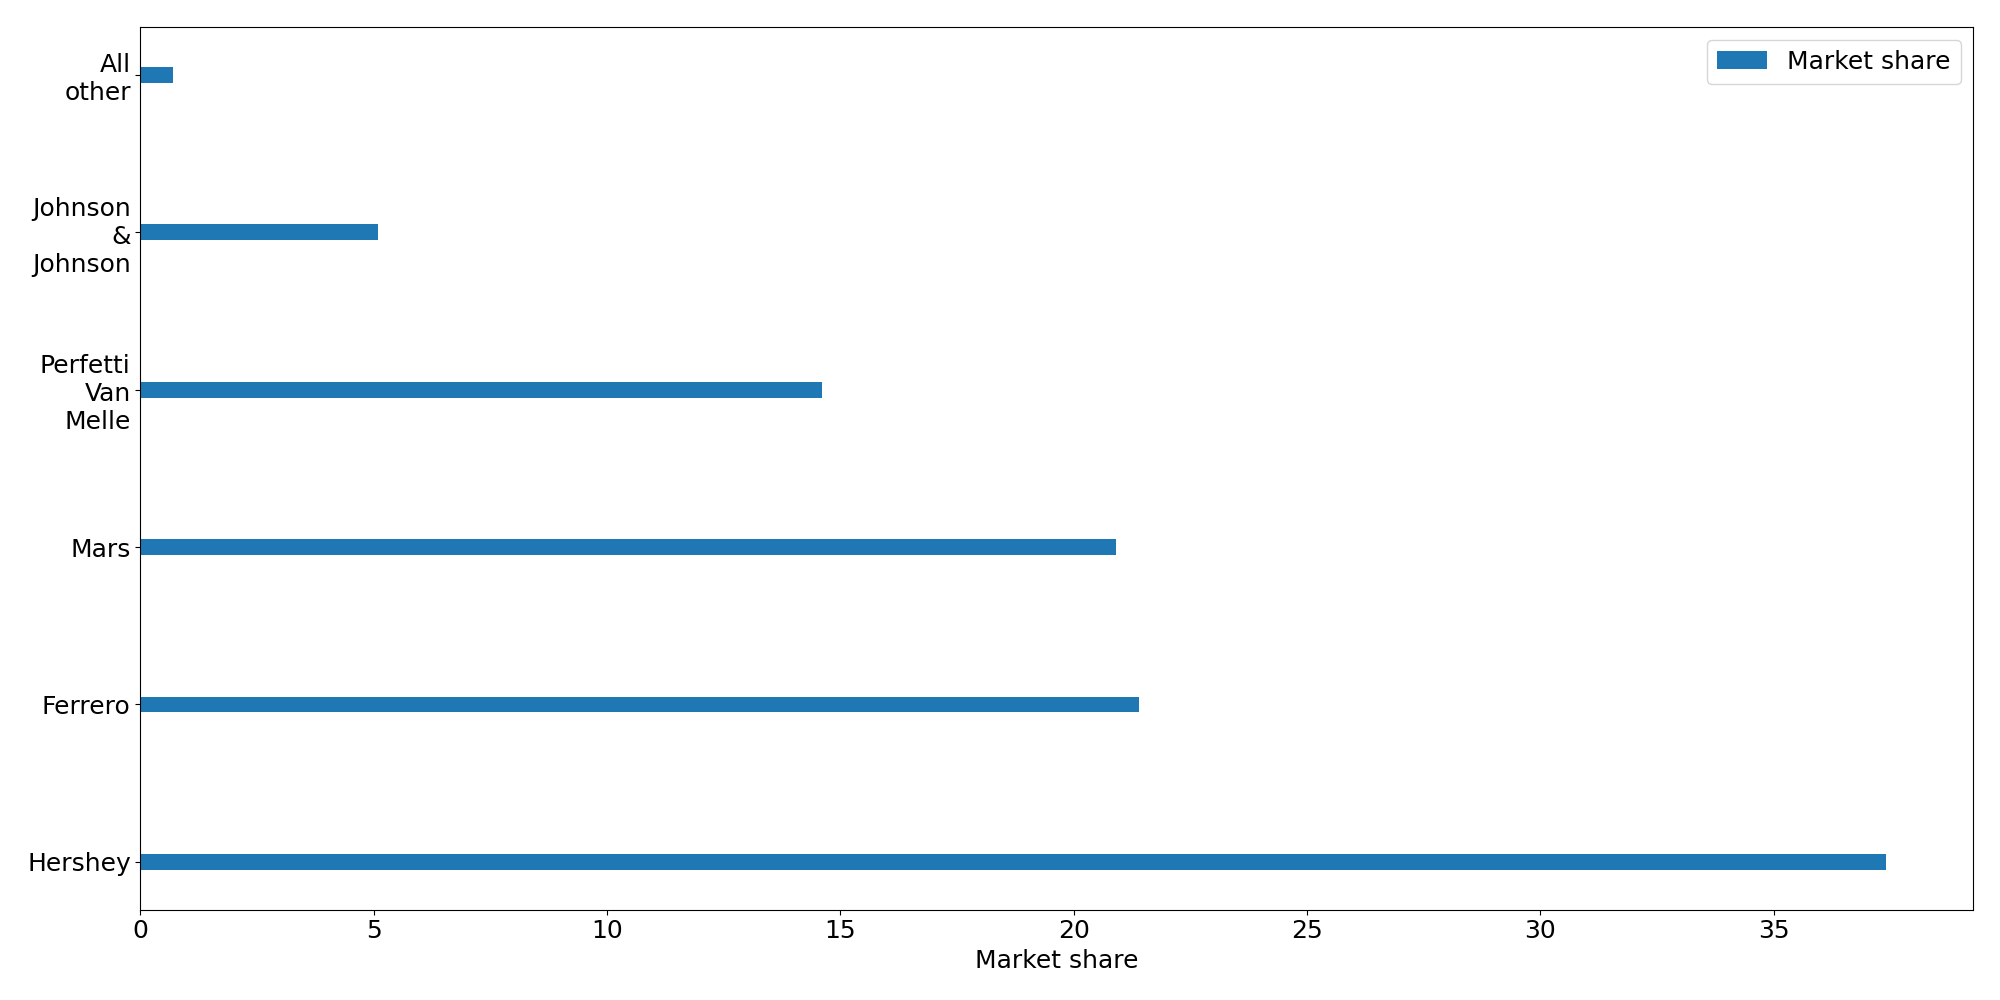 All
other
Johnson
&
Johnson
Perfetti
Van
Melle
Mars
Ferrero
Hershey
0 5 10 15 20 25 30 35
Market share
Market share